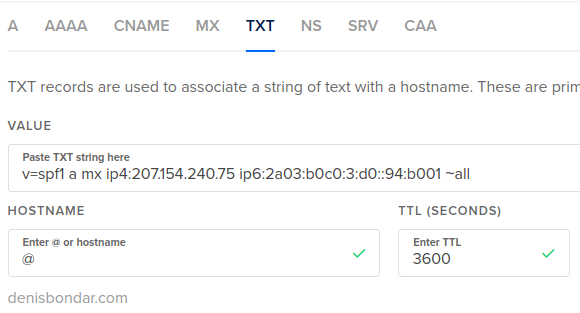 A AAAA CNAME MX TXT NS SRV CAA
TXT records are used to associate a string of text with a hostname. These are prim
VALUE
Paste TXT string here
v=spf1 a mx ip4:207.154.240.75 ip6:2a03:b0c0:3:d0::94:b001 ~all
HOSTNAME TTL (SECONDS)
Enter @ or hostname Enter TTL
@ 3600
denisbondar.com